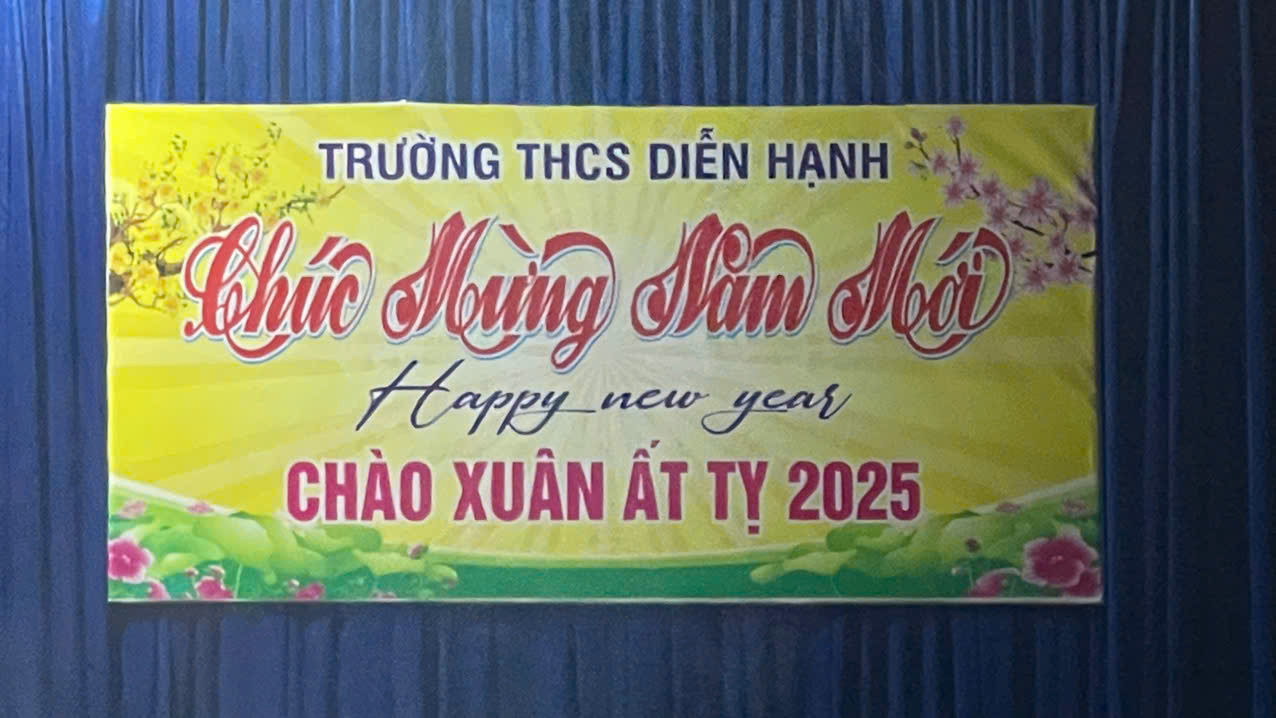 TRƯỜNG THCS DIỄN HẠNH
Chúc Mừng Năm Mới
Happy new year
CHÀO XUÂN ẤT TỴ 2025